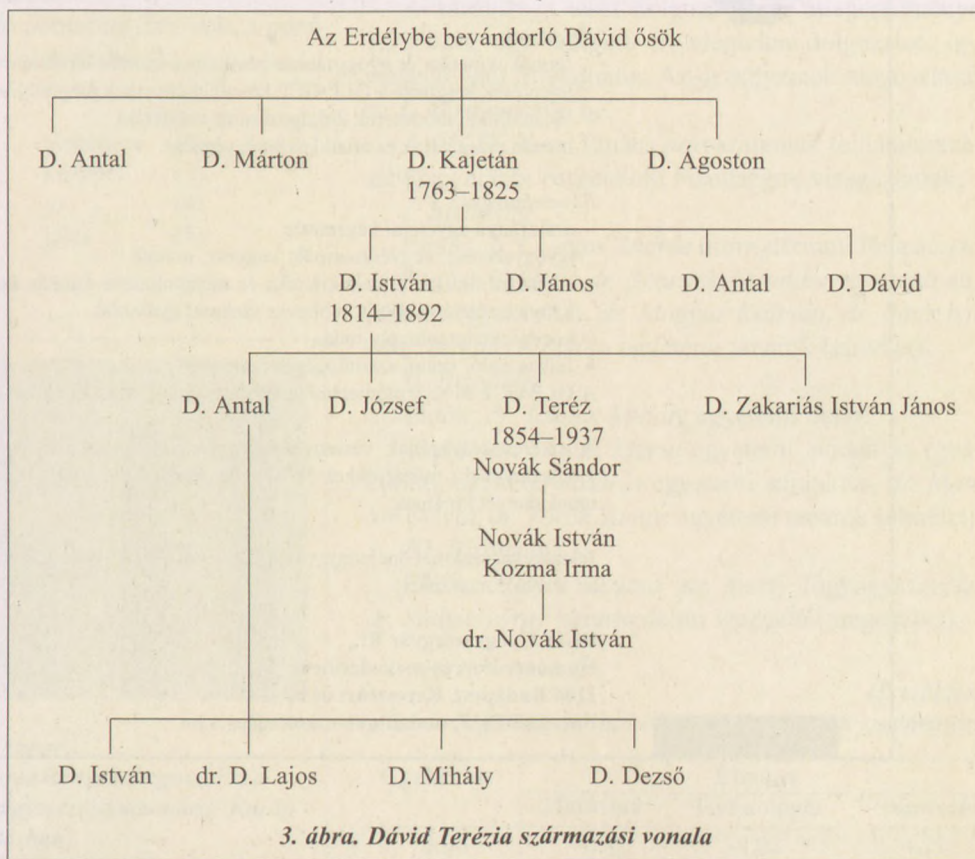 Az Erdélybe bevándorló Dávid ősök
D. Antal D. Márton D. Kajetán D. Ágoston
1763–1825
D. István D. János D. Antal D. Dávid
1814–1892
D. Antal D. József D. Teréz D. Zakariás István János
1854–1937
Novák Sándor
Novák István
Kozma Irma
dr. Novák István
D. István dr. D. Lajos D. Mihály D. Dezső
3. ábra. Dávid Terézia származási vonala